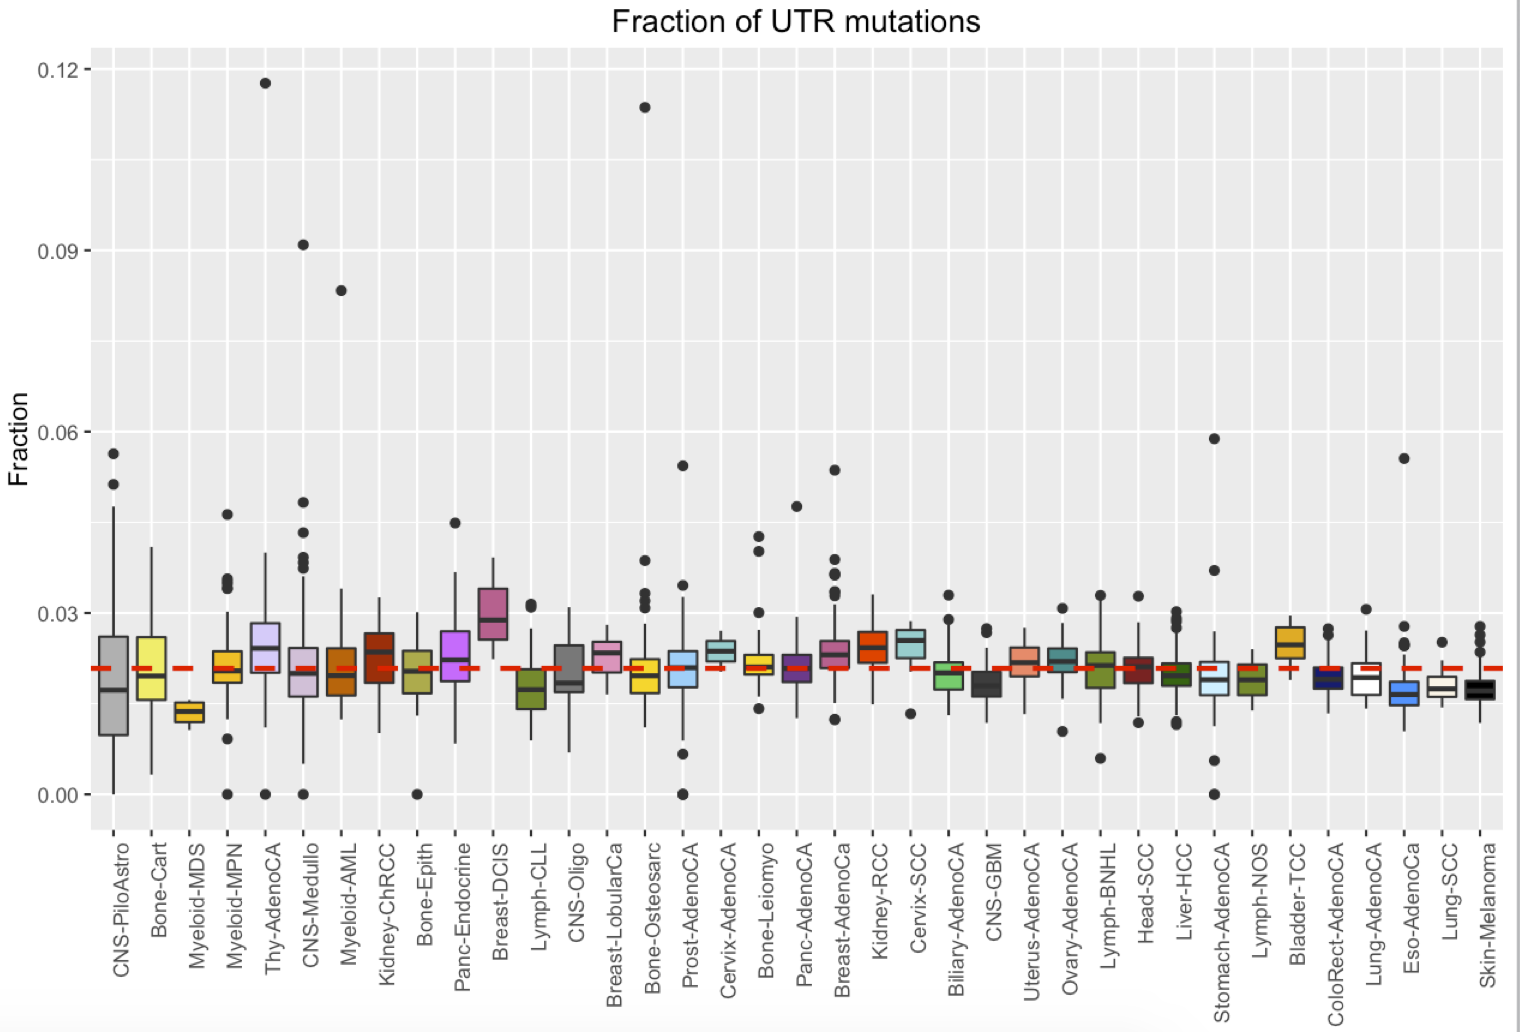 Fraction of UTR mutations
0.12
0.09
0.06
0.03
0.00
Fraction
CNS-PiloAstro
Bone-Cart
Myeloid-MDS
Myeloid-MPN
Thy-AdenoCA
CNS-Medullo
Myeloid-AML
Kidney-ChRCC
Bone-Epith
Panc-Endocrine
Breast-DCIS
Lymph-CLL
CNS-Oligo
Breast-LobularCa
Bone-Osteosarc
Prost-AdenoCA
Cervix-AdenoCA
Bone-Leiomyo
Panc-AdenoCA
Breast-AdenoCa
Kidney-RCC
Cervix-SCC
Biliary-AdenoCA
CNS-GBM
Uterus-AdenoCA
Ovary-AdenoCA
Lymph-BNHL
Head-SCC
Liver-HCC
Stomach-AdenoCA
Lymph-NOS
Bladder-TCC
ColoRect-AdenoCA
Lung-AdenoCA
Eso-AdenoCa
Lung-SCC
Skin-Melanoma